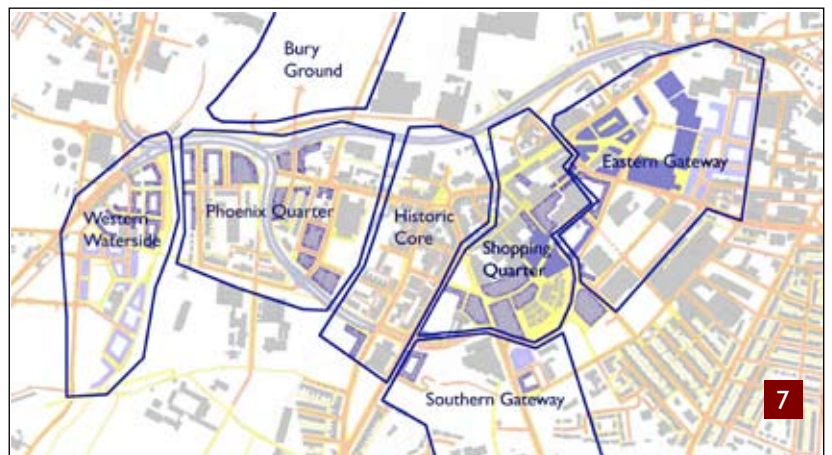 Bury
Ground
Eastern Gateway
Western
Waterside
Phoenix Quarter
Historic
Core
Shopping
Quarter
Southern Gateway
7